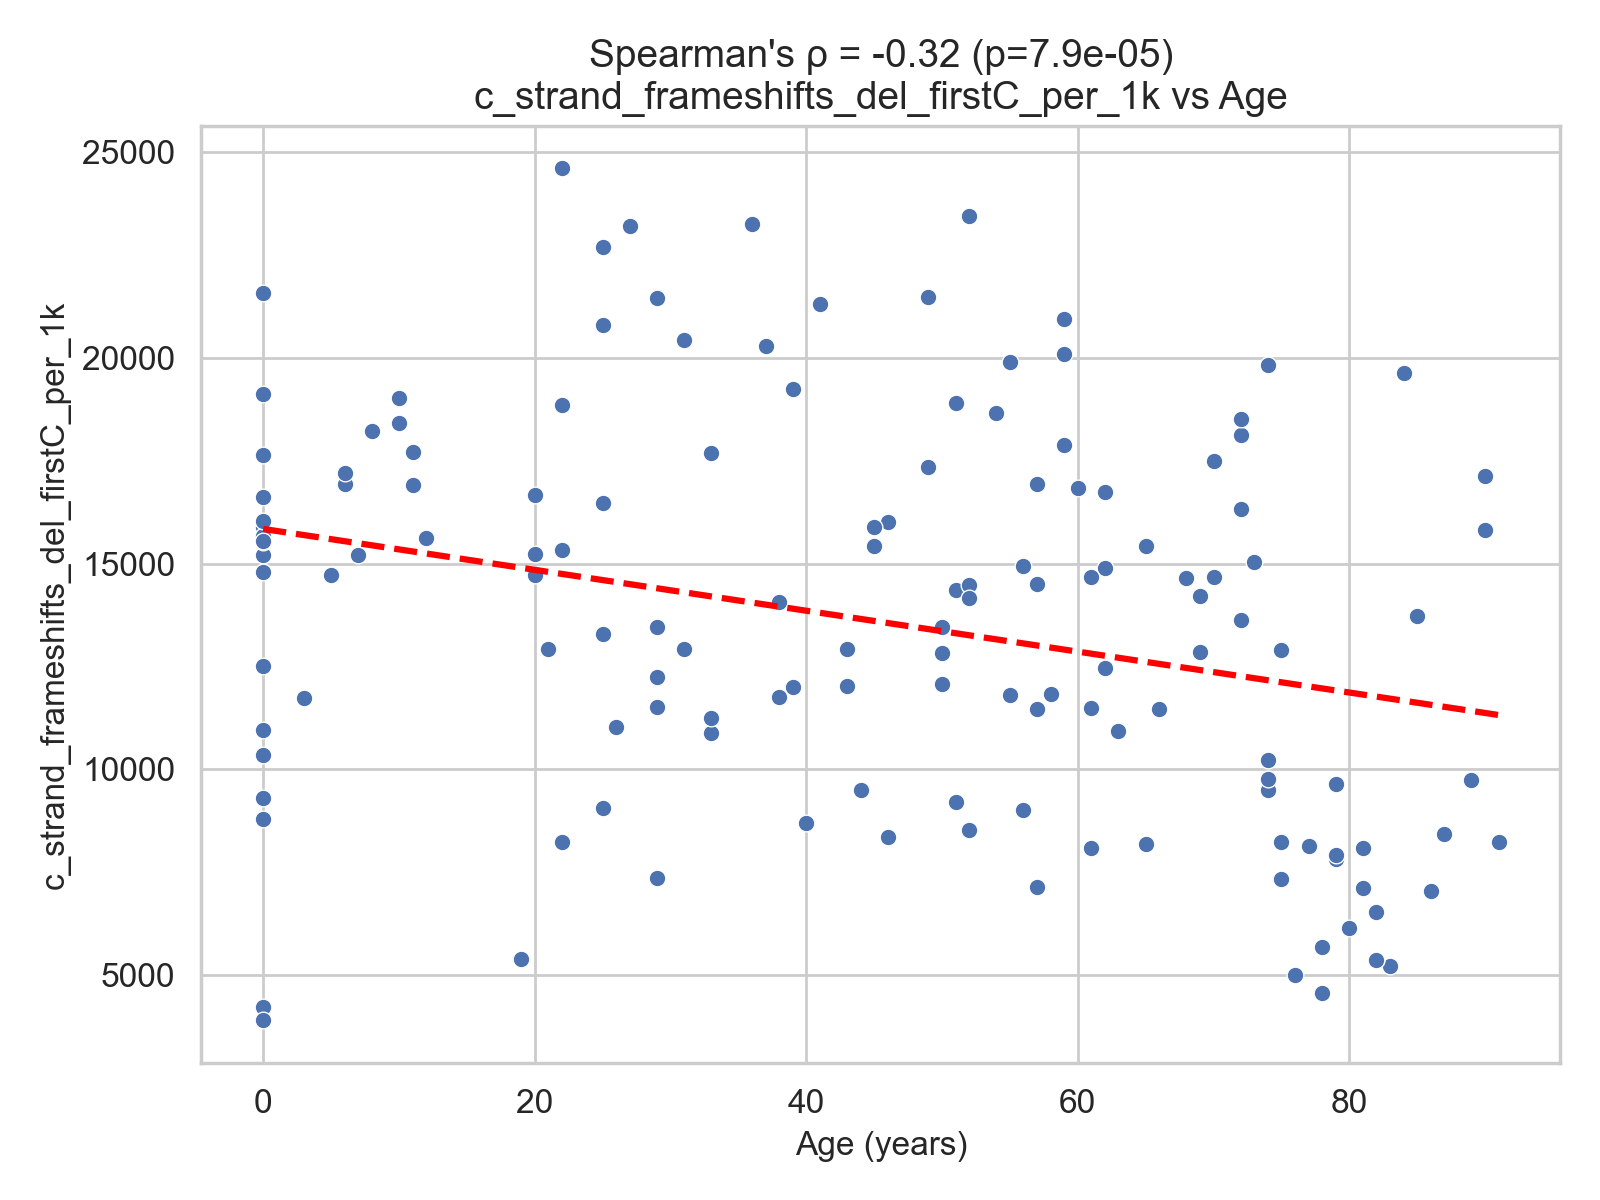 Spearman's ρ = -0.32 (p=7.9e-05)
c_strand_frameshifts_del_firstC_per_1k vs Age
c_strand_frameshifts_del_firstC_per_1k
25000
20000
15000
10000
5000
0
20
40
60
80
Age (years)